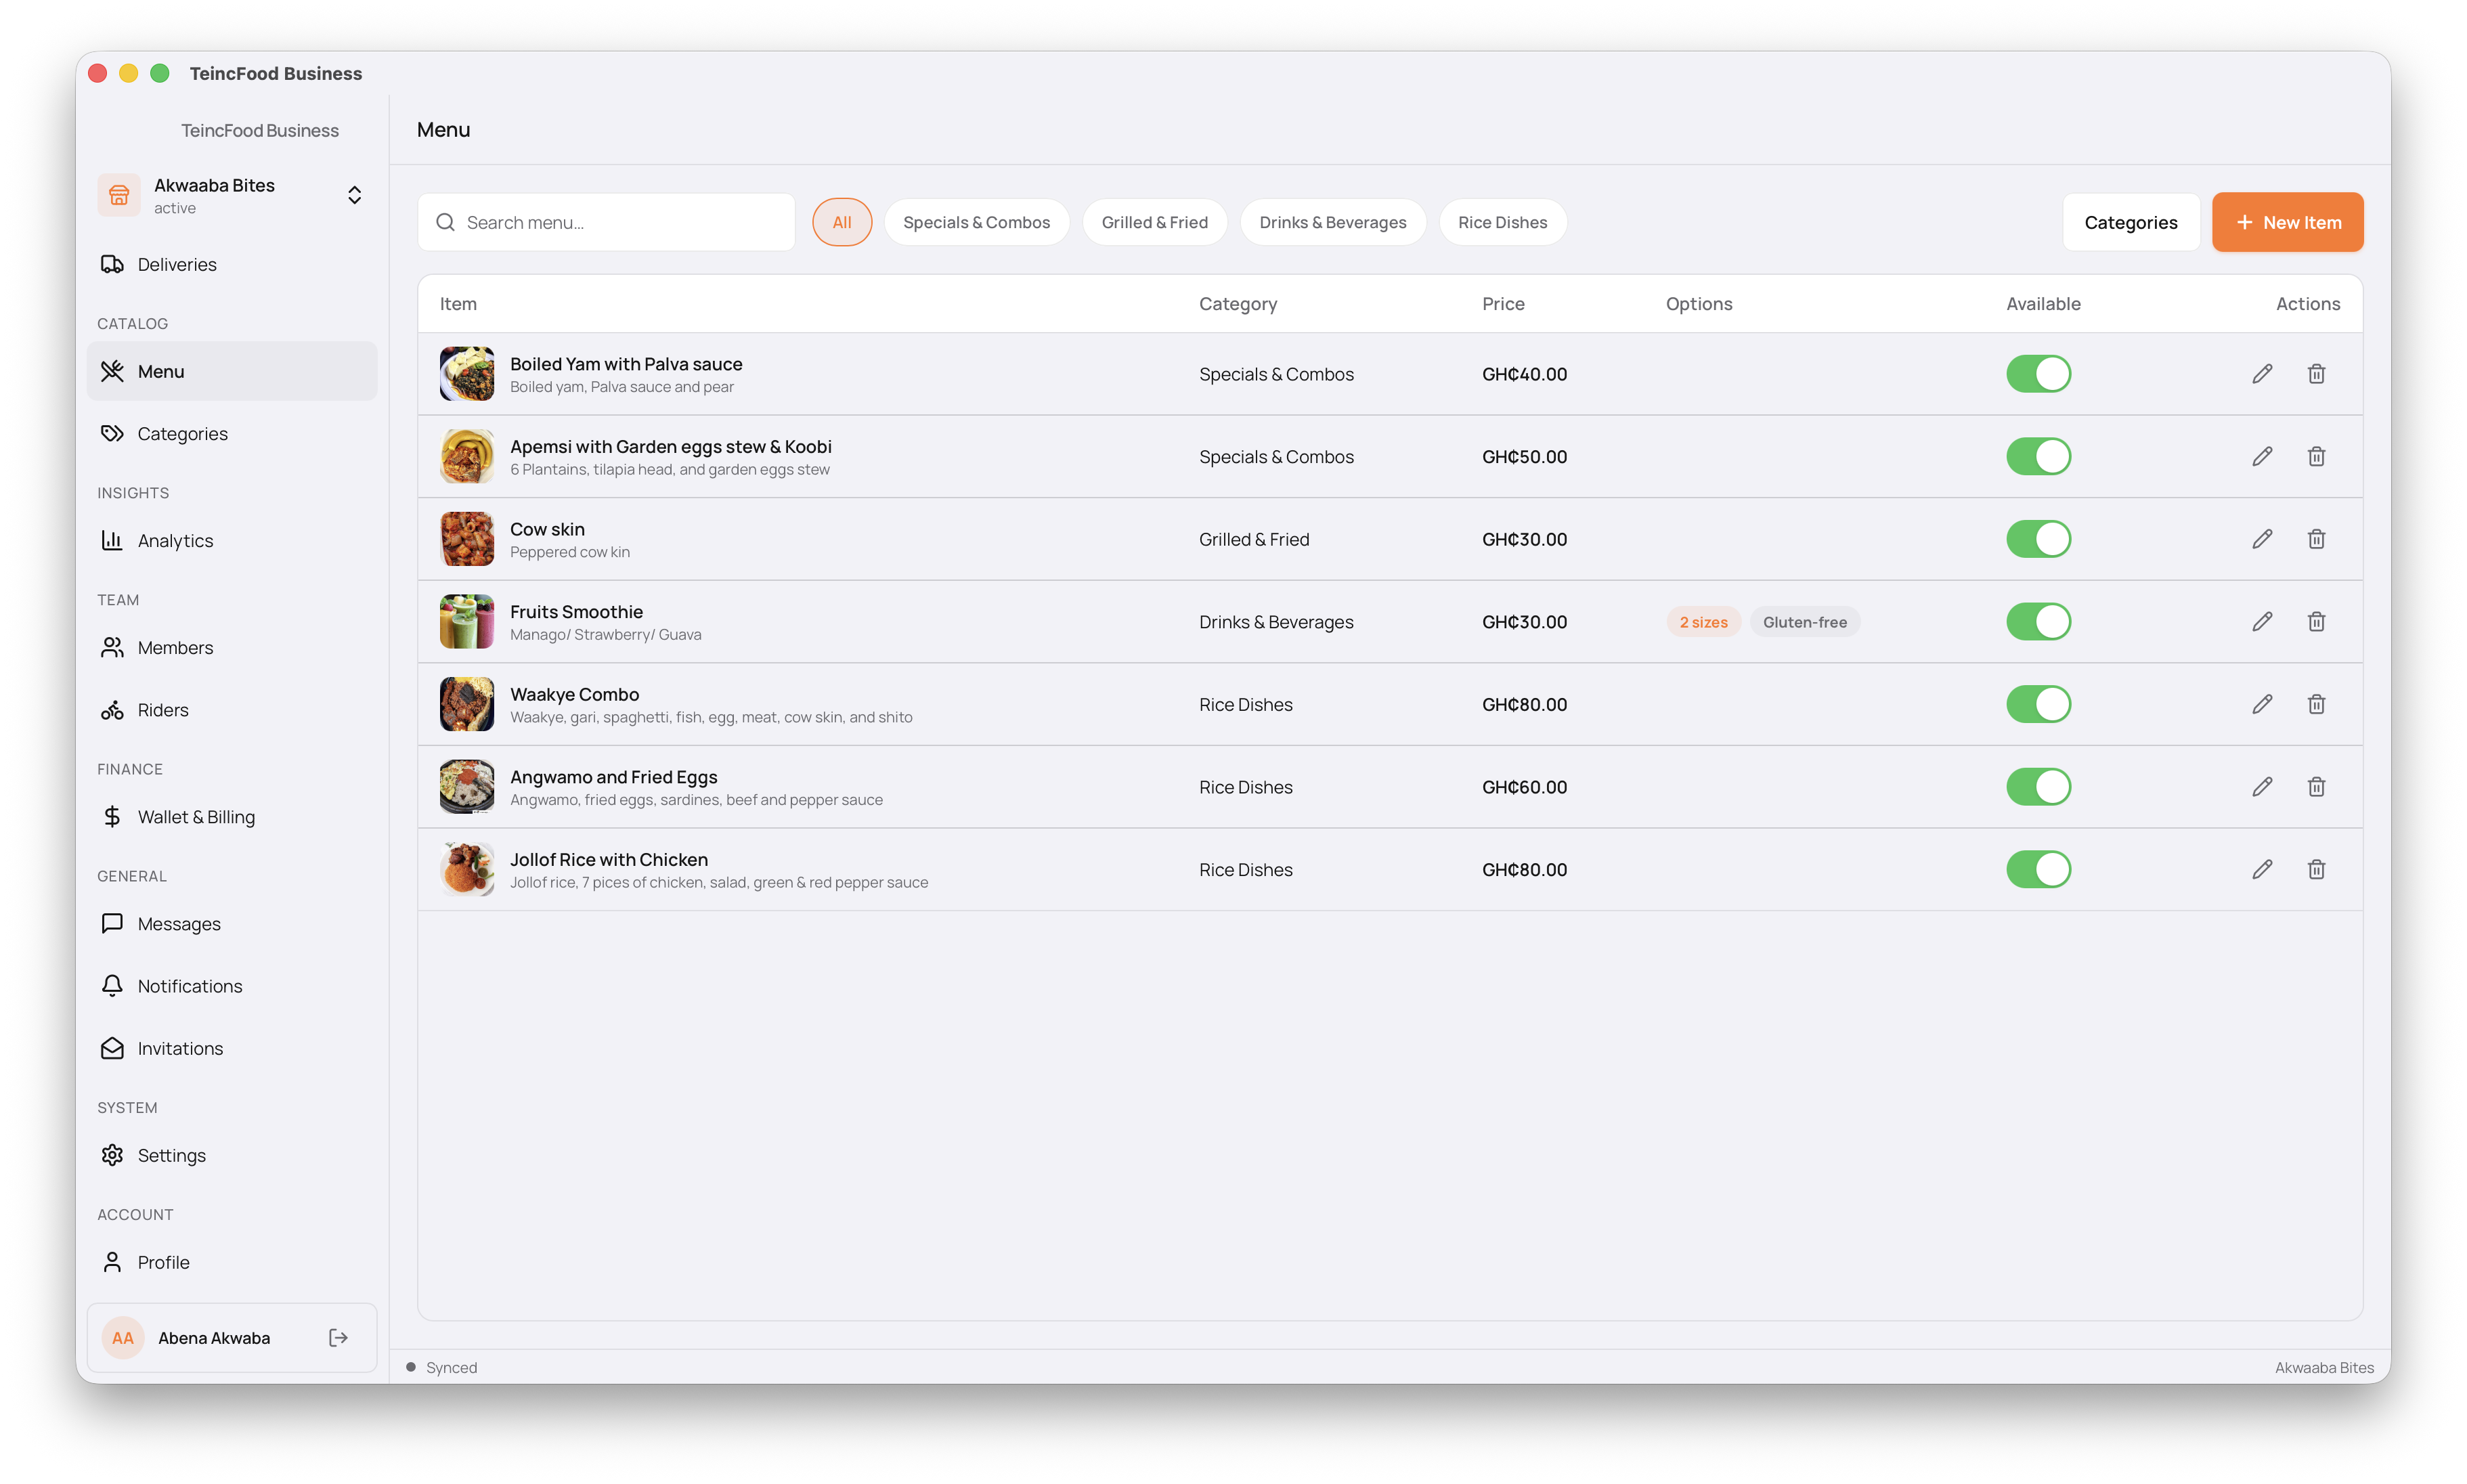 TeincFood Business
TeincFood Business
Akwaaba Bites
active
Deliveries
CATALOG
Menu
Categories
INSIGHTS
Analytics
TEAM
Members
Riders
FINANCE
Wallet & Billing
GENERAL
Messages
Notifications
Invitations
SYSTEM
Settings
ACCOUNT
Profile
AA Abena Akwaba
Menu
Search menu... All Specials & Combos Grilled & Fried Drinks & Beverages Rice Dishes Categories + New Item
Item Category Price Options Available Actions
Boiled Yam with Palva sauce
Boiled yam, Palva sauce and pear
Specials & Combos GH₵40.00
Apemsi with Garden eggs stew & Koobi
6 Plantains, tilapia head, and garden eggs stew
Specials & Combos GH₵50.00
Cow skin
Peppered cow kin
Grilled & Fried GH₵30.00
Fruits Smoothie
Manago/ Strawberry/ Guava
Drinks & Beverages GH₵30.00 2 sizes Gluten-free
Waakye Combo
Waakye, gari, spaghetti, fish, egg, meat, cow skin, and shito
Rice Dishes GH₵80.00
Angwamo and Fried Eggs
Angwamo, fried eggs, sardines, beef and pepper sauce
Rice Dishes GH₵60.00
Jollof Rice with Chicken
Jollof rice, 7 pices of chicken, salad, green & red pepper sauce
Rice Dishes GH₵80.00
Synced
Akwaaba Bites